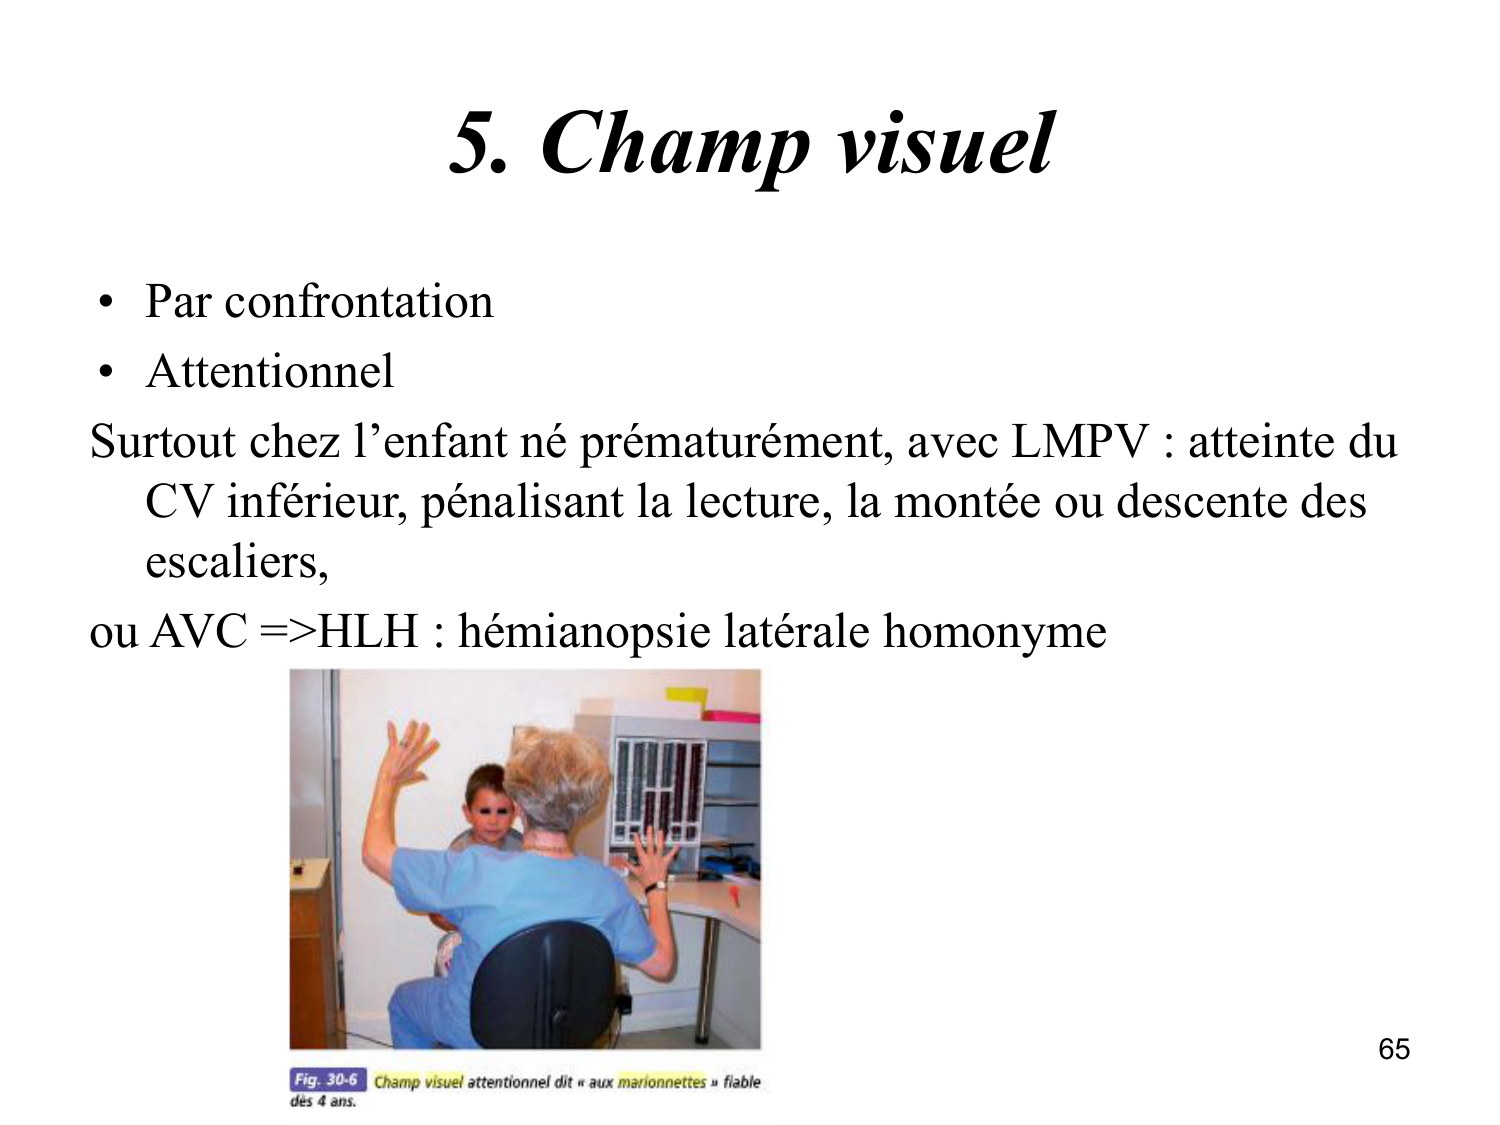 5. Champ visuel
• Par confrontation
• Attentionnel
Surtout chez l’enfant né prématurément, avec LMPV : atteinte du
CV inférieur, pénalisant la lecture, la montée ou descente des
escaliers,
ou AVC =>HLH : hémianopsie latérale homonyme
65
Fig. 30-6 Champ visuel attentionnel dit « aux marionnettes » fiable
dès 4 ans.